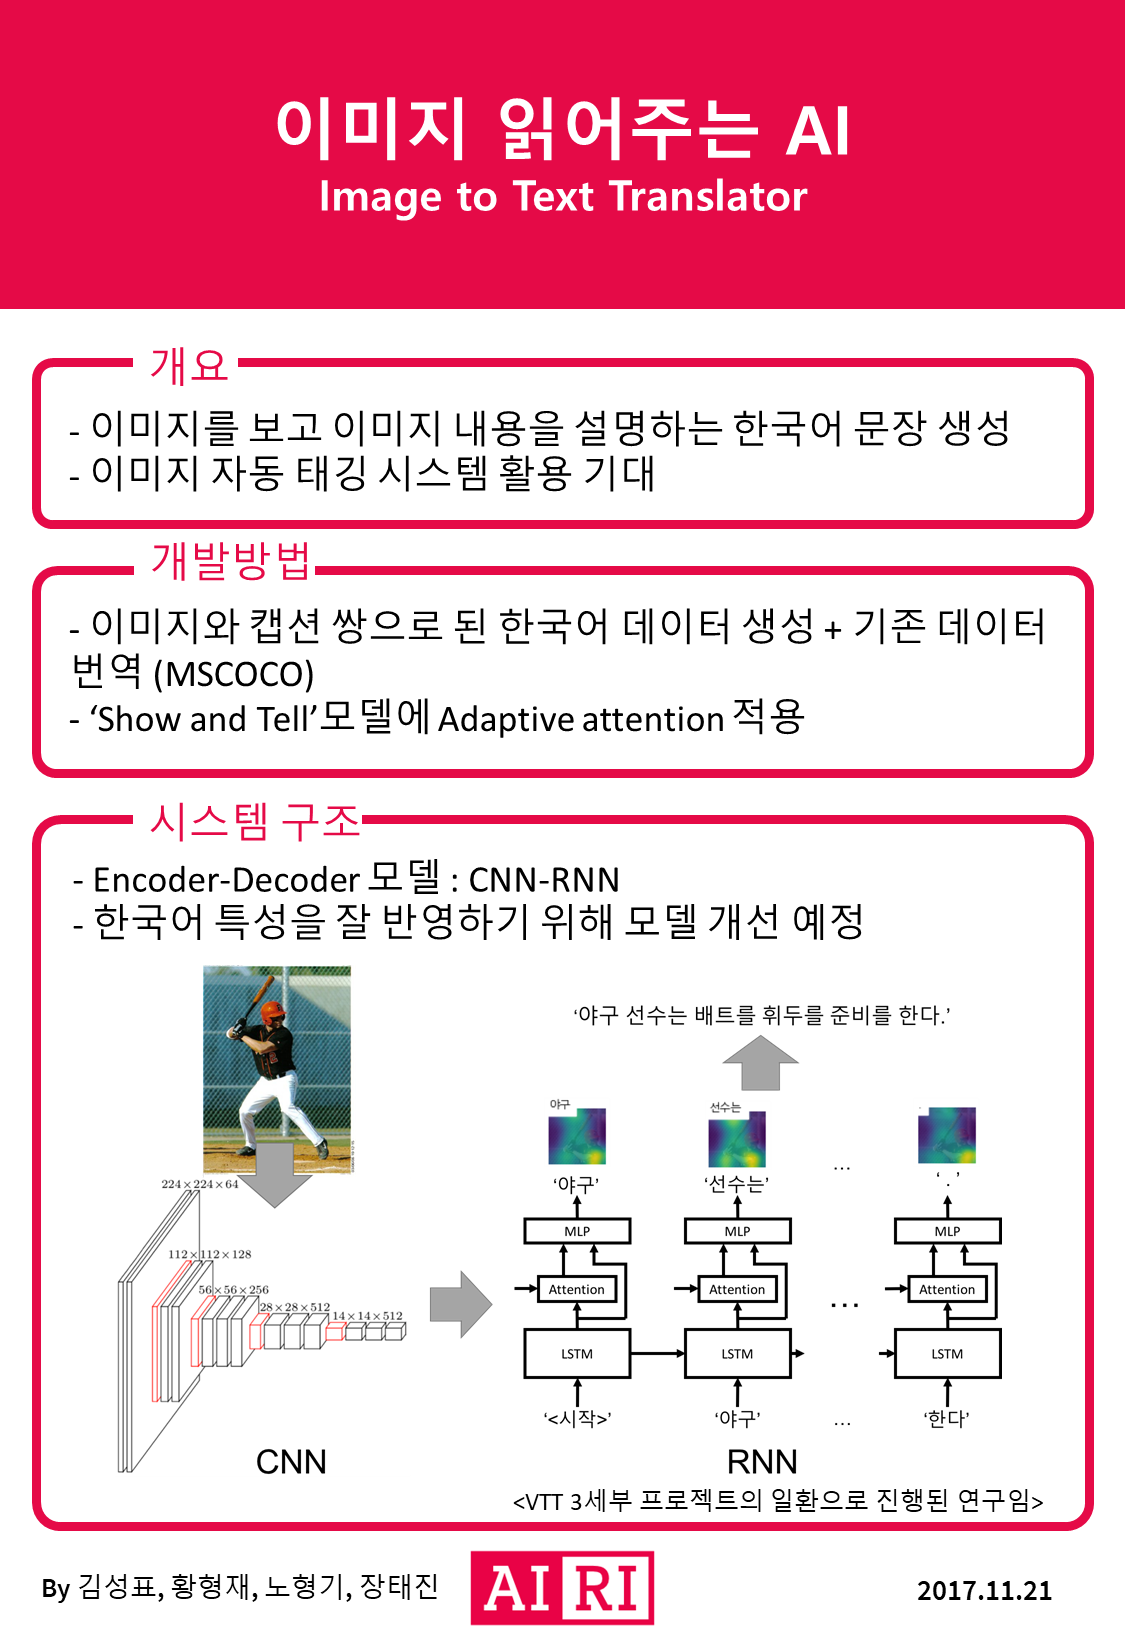 이미지 읽어주는 AI
Image to Text Translator
개요
- 이미지를 보고 이미지 내용을 설명하는 한국어 문장 생성
- 이미지 자동 태깅 시스템 활용 기대
개발방법
- 이미지와 캡션 쌍으로 된 한국어 데이터 생성 + 기존 데이터
번역 (MSCOCO)
- ‘Show and Tell’모델에 Adaptive attention 적용
시스템 구조
- Encoder-Decoder 모델 : CNN-RNN
- 한국어 특성을 잘 반영하기 위해 모델 개선 예정
‘야구 선수는 배트를 휘두를 준비를 한다.’
야구 선수는 .
...
‘야구’ ‘선수는’ ‘ . ’
224×224×64
112×112×128
56×56×256
28×28×512
14×14×512
MLP MLP MLP
Attention Attention ... Attention
LSTM LSTM LSTM
‘<시작>’ ‘야구’ ... ‘한다’
CNN RNN
<VTT 3세부 프로젝트의 일환으로 진행된 연구임>
By 김성표, 황형재, 노형기, 장태진
AI RI
2017.11.21